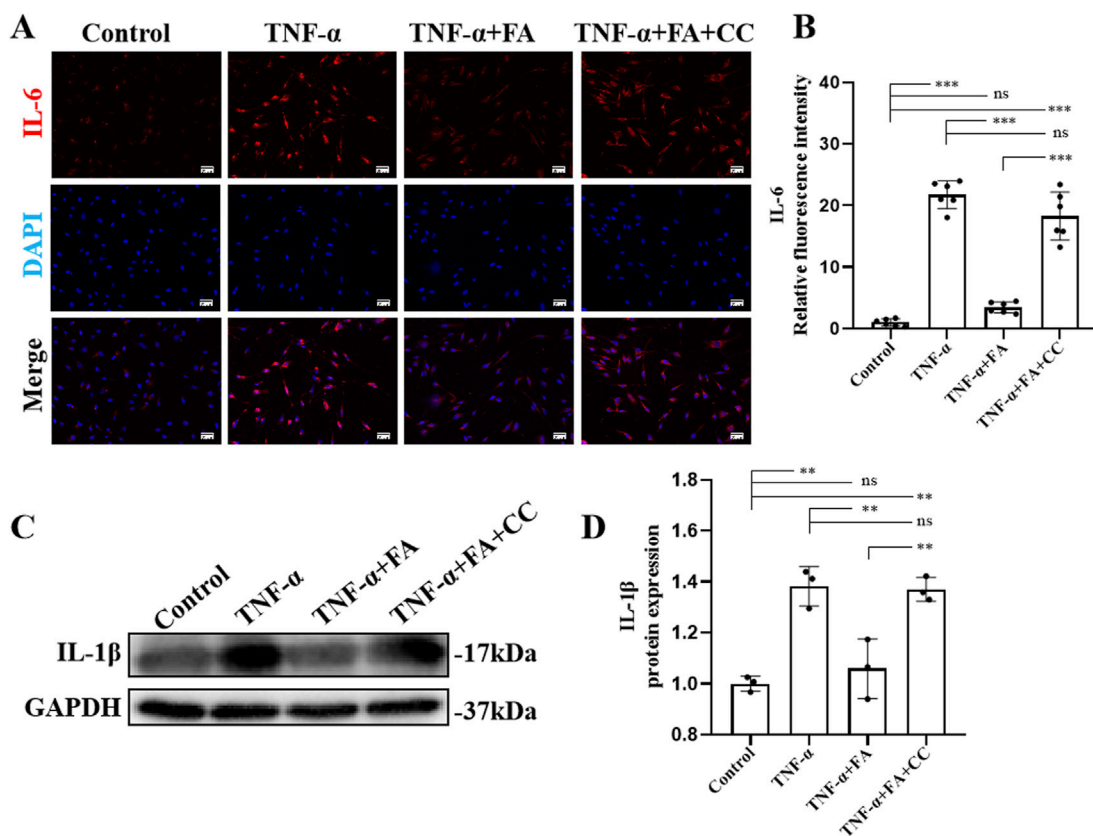 A
Control TNF-α TNF-α+FA TNF-α+FA+CC
IL-6
DAPI
Merge
B
***
ns
***
***
ns
***
40
30
20
10
0
IL-6
Relative fluorescence intensity
Control
TNF-α
TNF-α+FA
TNF-α+FA+CC
C
Control
TNF-α
TNF-α+FA
TNF-α+FA+CC
IL-1β -17kDa
GAPDH -37kDa
D
**
ns
**
**
ns
**
1.8
1.6
1.4
1.2
1.0
0.8
IL-1β
protein expression
Control
TNF-α
TNF-α+FA
TNF-α+FA+CC